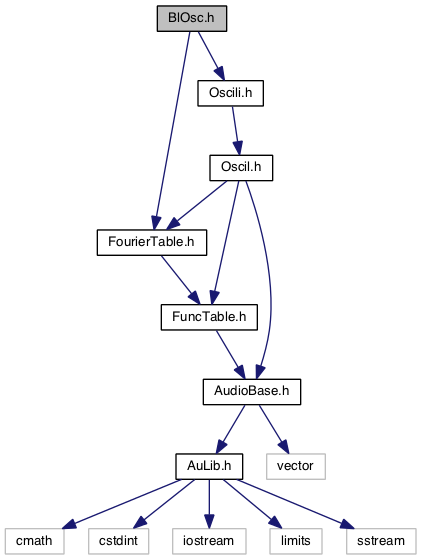 BlOsc.h
Oscili.h
Oscil.h
FourierTable.h
FuncTable.h
AudioBase.h
AuLib.h
vector
cmath
cstdint
iostream
limits
sstream